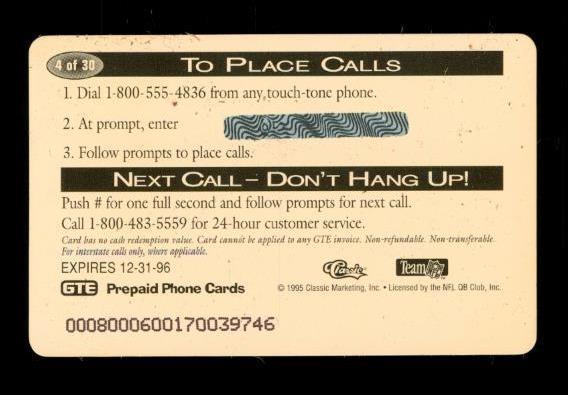 4 of 30
TO PLACE CALLS
1. Dial 1-800-555-4836 from any touch-tone phone.
2. At prompt, enter
3. Follow prompts to place calls.
NEXT CALL – DON'T HANG UP!
Push # for one full second and follow prompts for next call.
Call 1-800-483-5559 for 24-hour customer service.
Card has no cash redemption value. Card cannot be applied to any GTE invoice. Non-refundable. Non-transferable.
For interstate calls only, where applicable.
EXPIRES 12-31-96
Classic
Team NFL
GTE Prepaid Phone Cards
© 1995 Classic Marketing, Inc. • Licensed by the NFL QB Club, Inc.
0008000600170039746